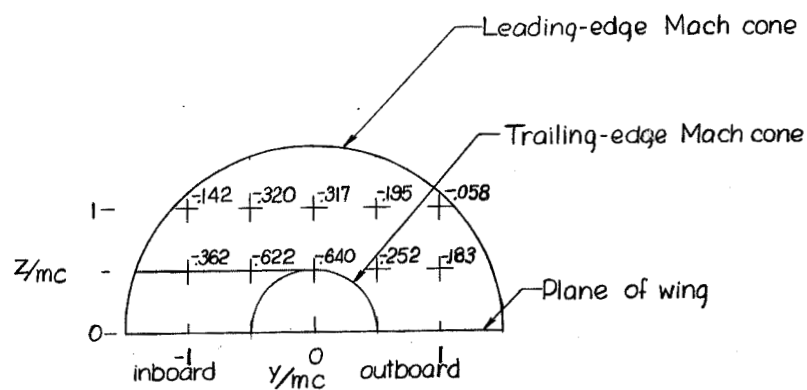 Leading-edge Mach cone
Trailing-edge Mach cone
-.142 -.320 -.317 -.195 -.058
1
-.362 -.622 -.640 -.252 -.183
Z/mc
Plane of wing
0
-1 0 1
inboard y/mc outboard